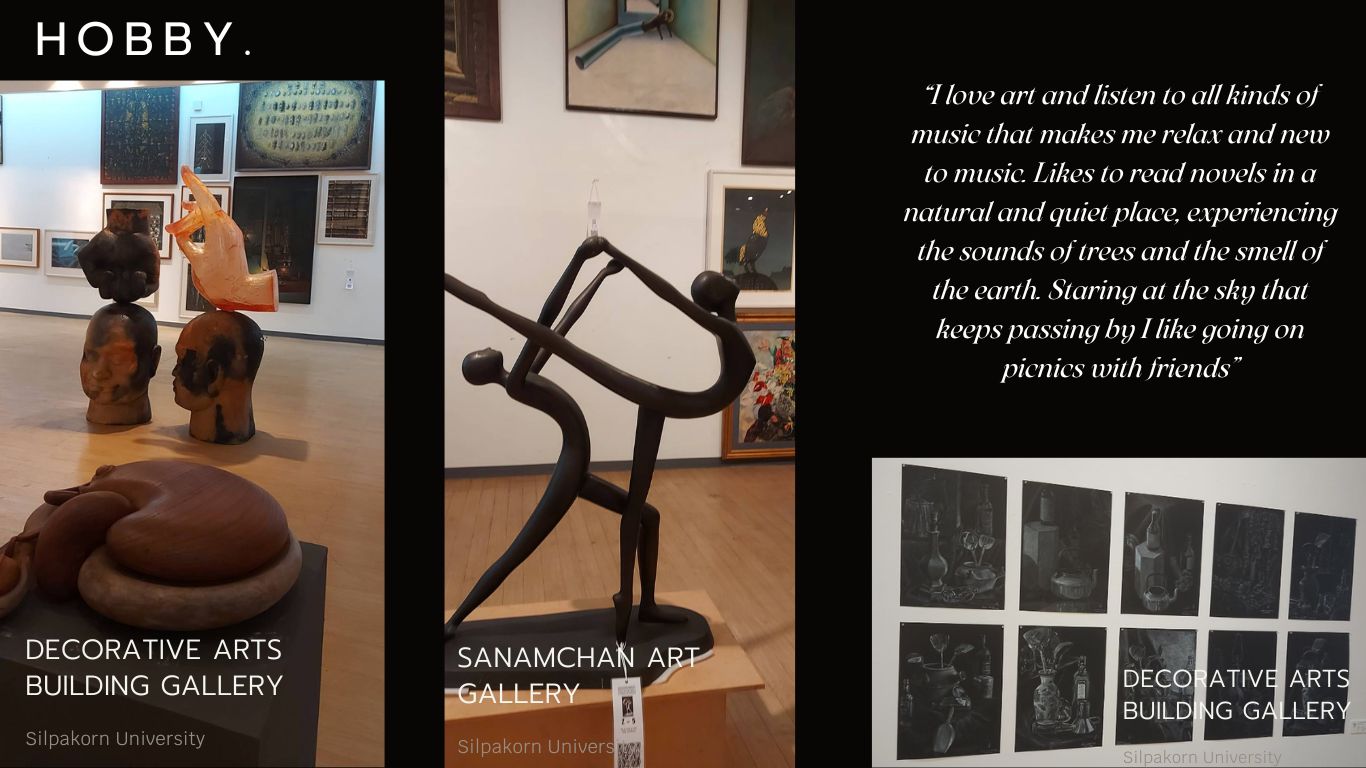 HOBBY.
DECORATIVE ARTS
BUILDING GALLERY
Silpakorn University
SANAMCHAN ART
GALLERY
Silpakorn Univers
“I love art and listen to all kinds of
music that makes me relax and new
to music. Likes to read novels in a
natural and quiet place, experiencing
the sounds of trees and the smell of
the earth. Staring at the sky that
keeps passing by I like going on
picnics with friends”
DECORATIVE ARTS
BUILDING GALLERY
Silpakorn University